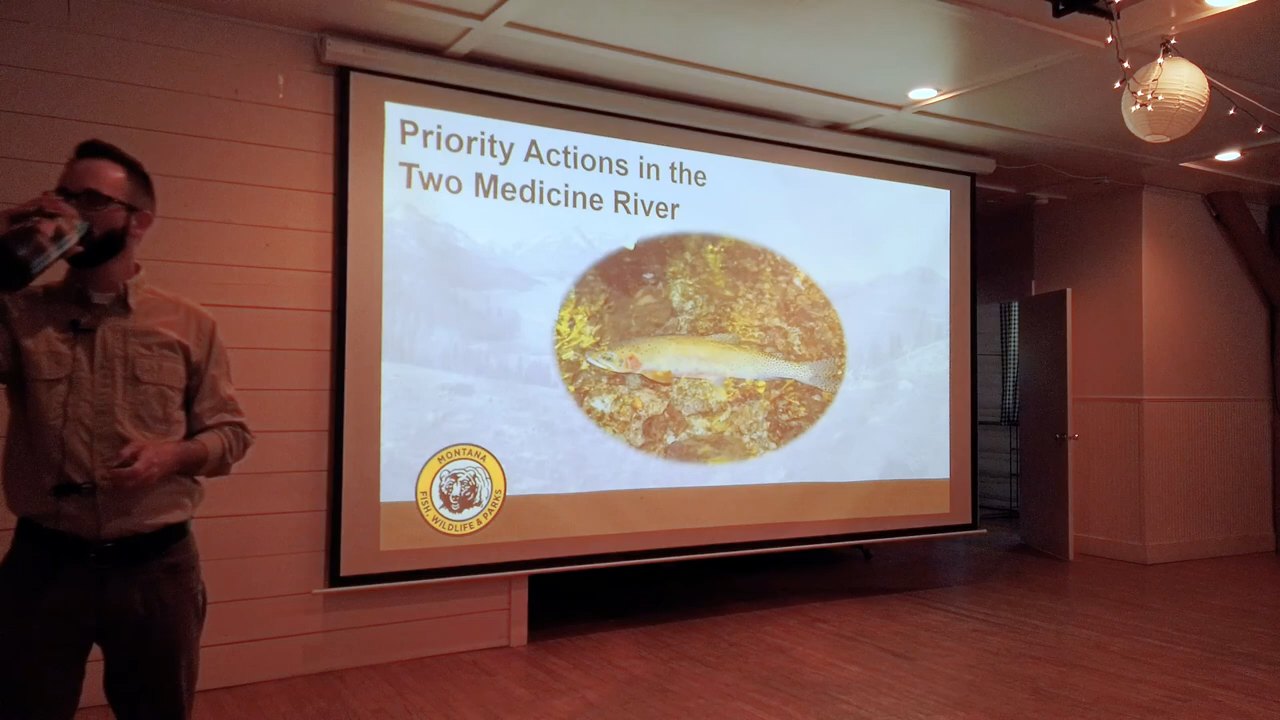 Priority Actions in the
Two Medicine River
MONTANA
FISH, WILDLIFE & PARKS